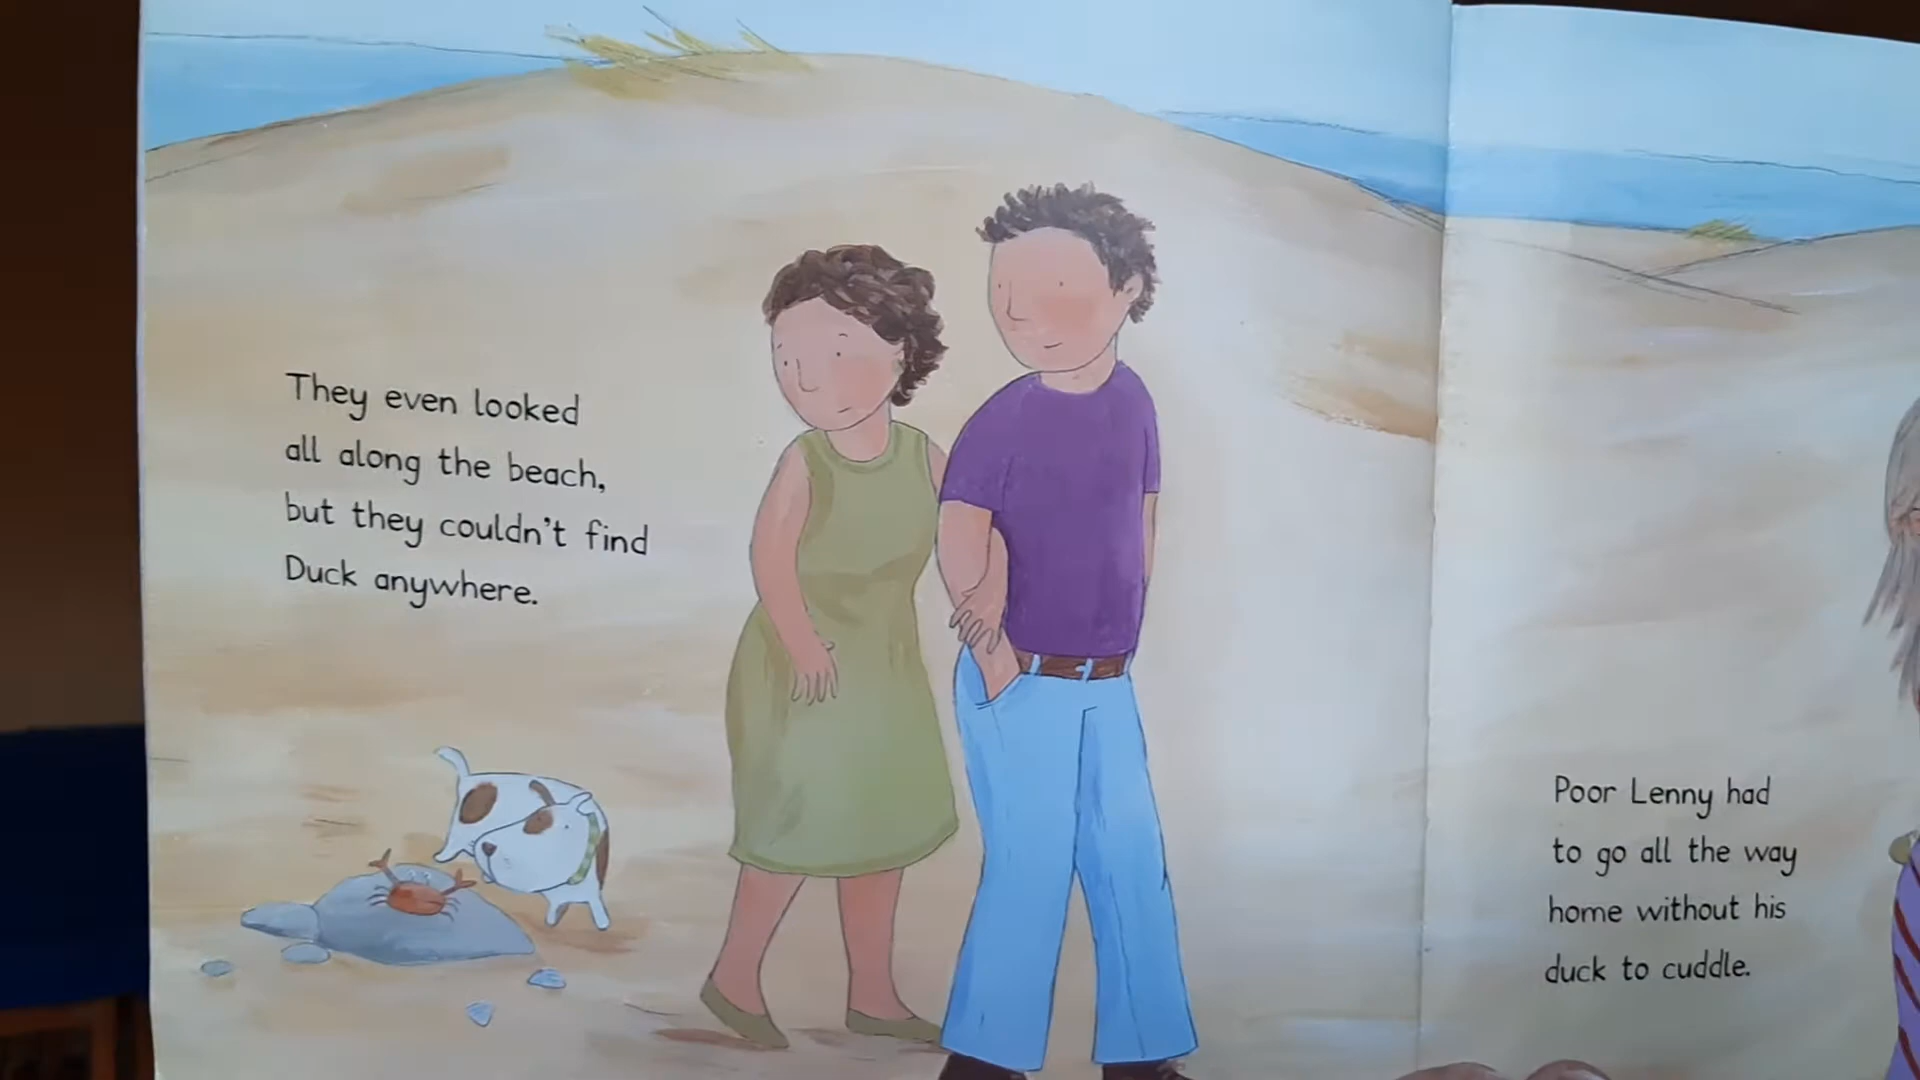 They even looked
all along the beach,
but they couldn't find
Duck anywhere.
Poor Lenny had
to go all the way
home without his
duck to cuddle.